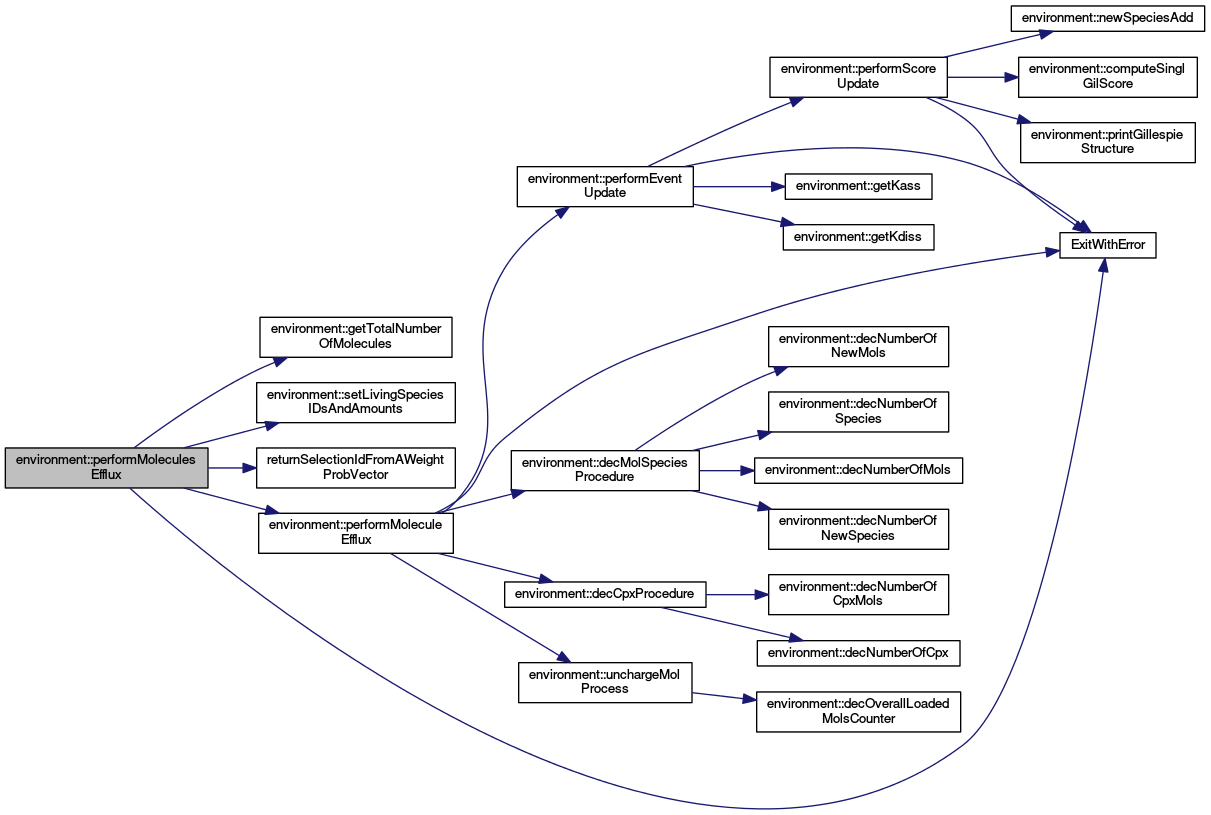 environment::performMolecules
Efflux
environment::getTotalNumber
OfMolecules
environment::setLivingSpecies
IDsAndAmounts
returnSelectionIdFromAWeight
ProbVector
environment::performMolecule
Efflux
environment::performEvent
Update
environment::decMolSpecies
Procedure
environment::decCpxProcedure
environment::unchargeMol
Process
environment::performScore
Update
environment::getKass
environment::getKdiss
environment::decNumberOf
NewMols
environment::decNumberOf
Species
environment::decNumberOfMols
environment::decNumberOf
NewSpecies
environment::decNumberOf
CpxMols
environment::decNumberOfCpx
environment::decOverallLoaded
MolsCounter
environment::newSpeciesAdd
environment::computeSingl
GilScore
environment::printGillespie
Structure
ExitWithError